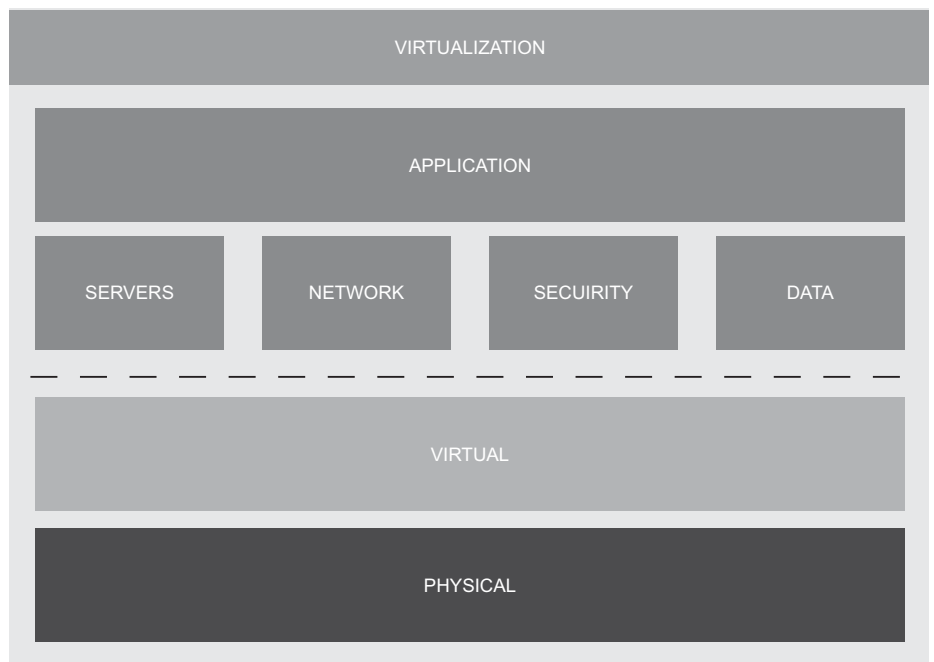 VIRTUALIZATION
APPLICATION
SERVERS
NETWORK
SECUIRITY
DATA
VIRTUAL
PHYSICAL